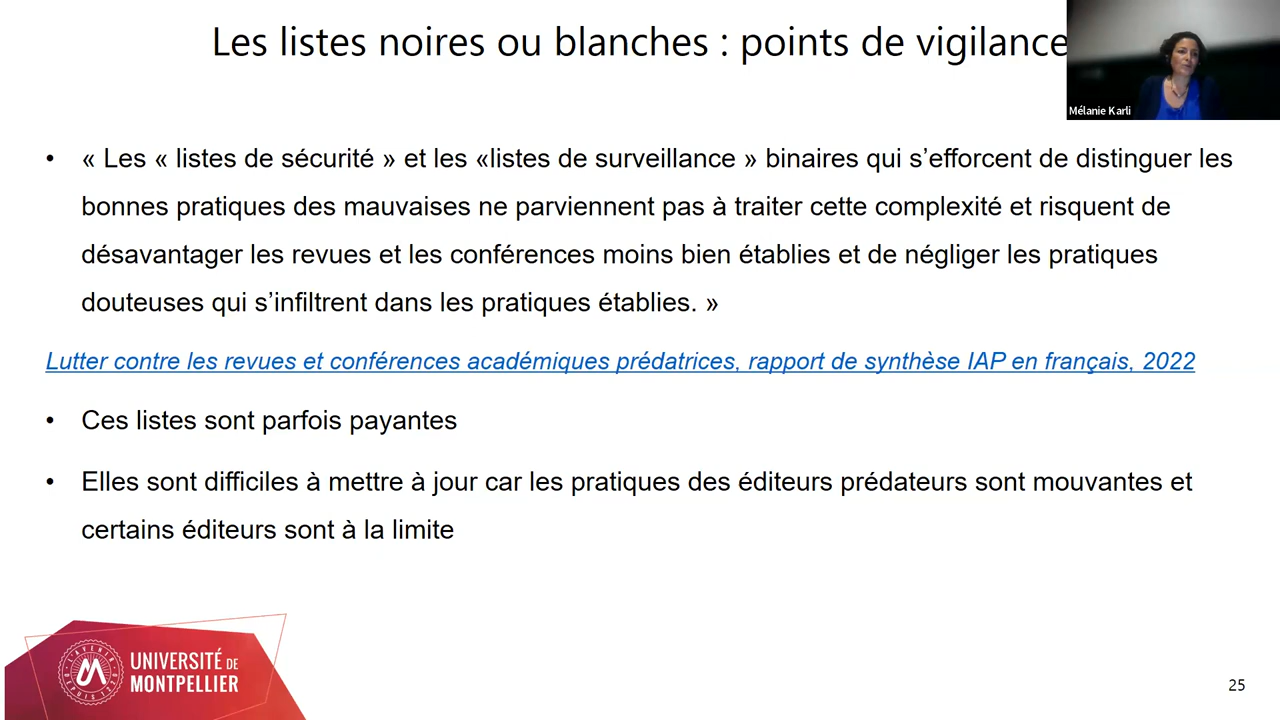 Les listes noires ou blanches : points de vigilance
Mélanie Karli
• « Les « listes de sécurité » et les «listes de surveillance » binaires qui s’efforcent de distinguer les
bonnes pratiques des mauvaises ne parviennent pas à traiter cette complexité et risquent de
désavantager les revues et les conférences moins bien établies et de négliger les pratiques
douteuses qui s’infiltrent dans les pratiques établies. »
Lutter contre les revues et conférences académiques prédatrices, rapport de synthèse IAP en français, 2022
• Ces listes sont parfois payantes
• Elles sont difficiles à mettre à jour car les pratiques des éditeurs prédateurs sont mouvantes et
certains éditeurs sont à la limite
UNIVERSITÉ DE
MONTPELLIER
25